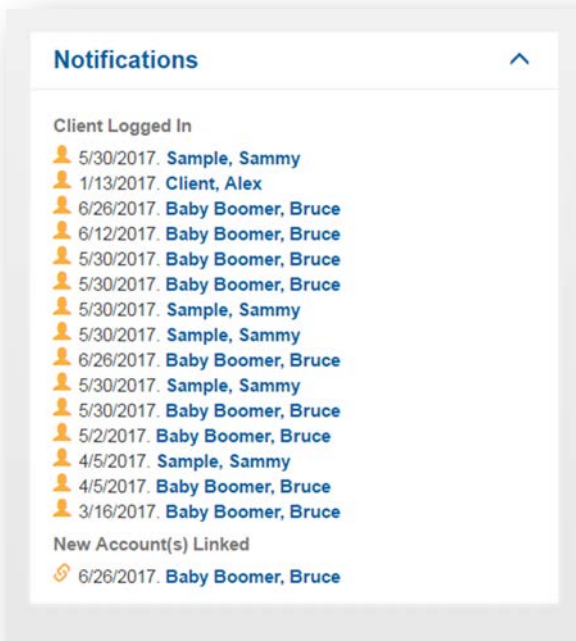 Notifications
Client Logged In
5/30/2017. Sample, Sammy
1/13/2017. Client, Alex
6/26/2017. Baby Boomer, Bruce
6/12/2017. Baby Boomer, Bruce
5/30/2017. Baby Boomer, Bruce
5/30/2017. Baby Boomer, Bruce
5/30/2017. Sample, Sammy
5/30/2017. Sample, Sammy
6/26/2017. Baby Boomer, Bruce
5/30/2017. Sample, Sammy
5/30/2017. Baby Boomer, Bruce
5/2/2017. Baby Boomer, Bruce
4/5/2017. Sample, Sammy
4/5/2017. Baby Boomer, Bruce
3/16/2017. Baby Boomer, Bruce
New Account(s) Linked
6/26/2017. Baby Boomer, Bruce